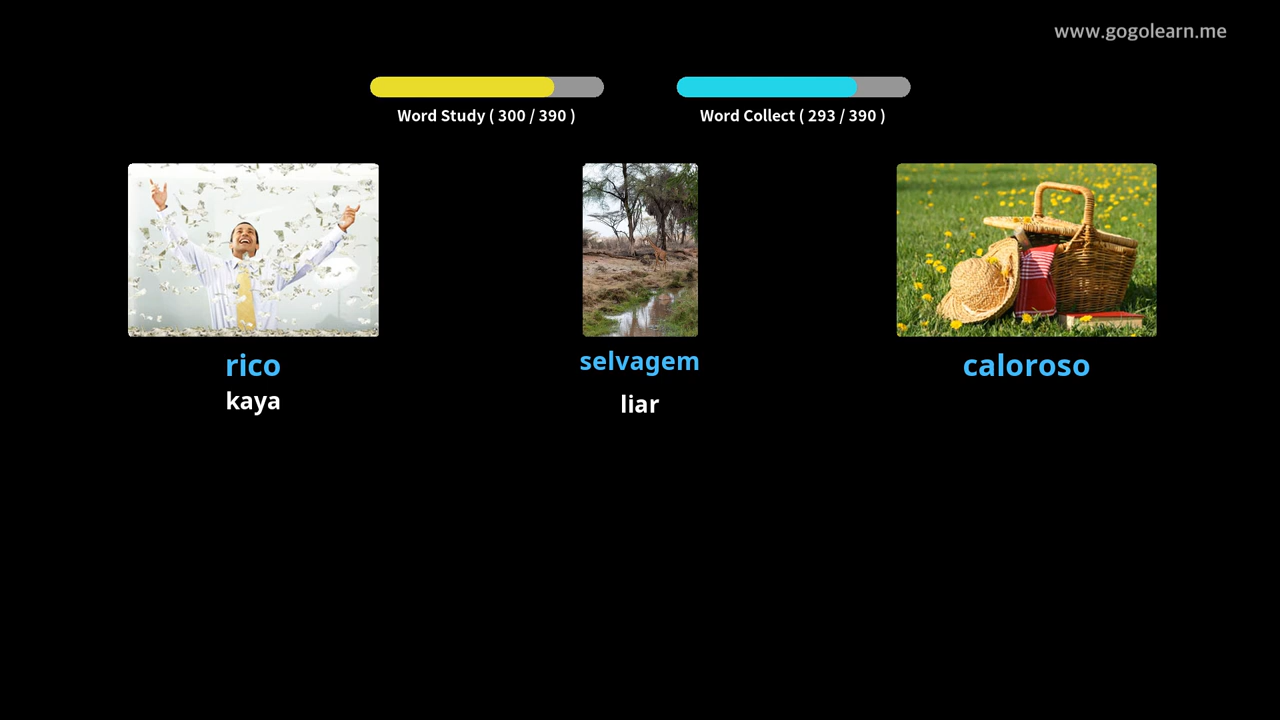 www.gogolearn.me
Word Study ( 300 / 390 )
Word Collect ( 293 / 390 )
rico
kaya
selvagem
liar
caloroso